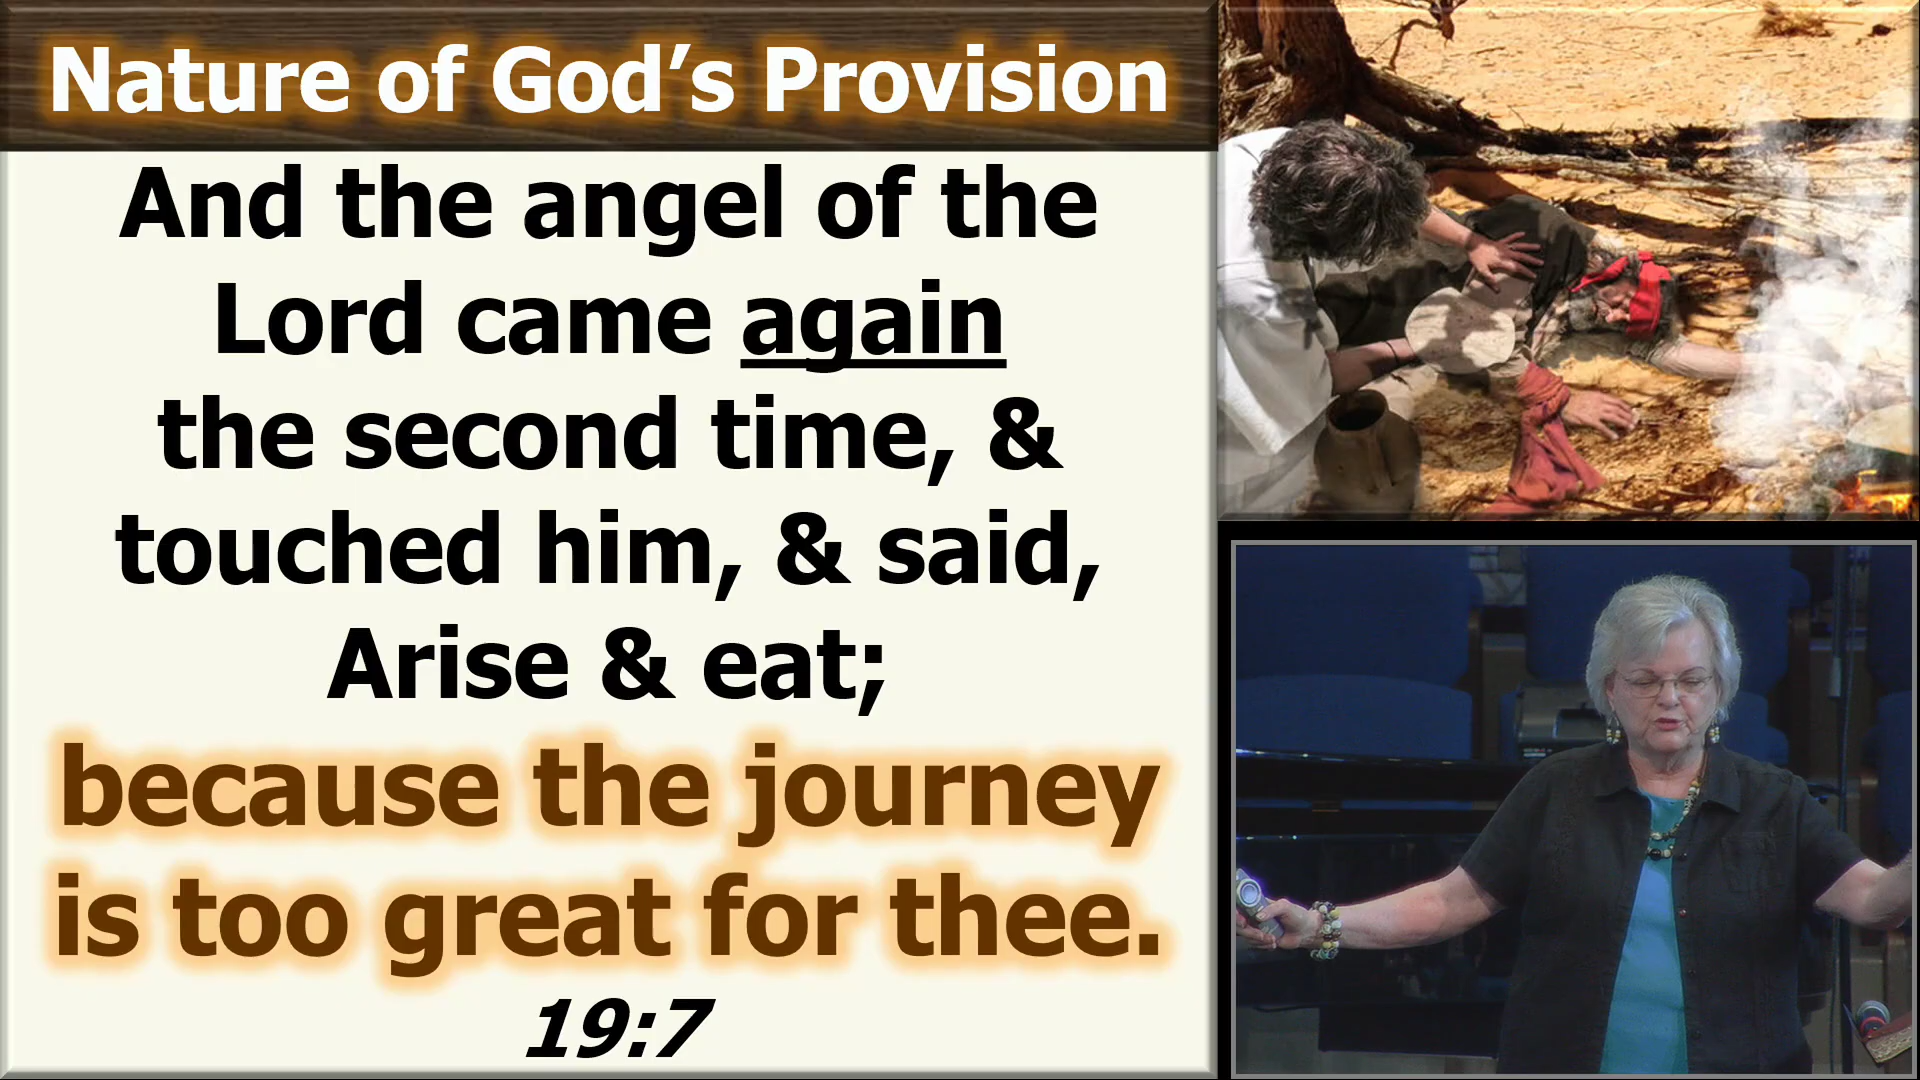 Nature of God’s Provision
And the angel of the
Lord came again
the second time, &
touched him, & said,
Arise & eat;
because the journey
is too great for thee.
19:7